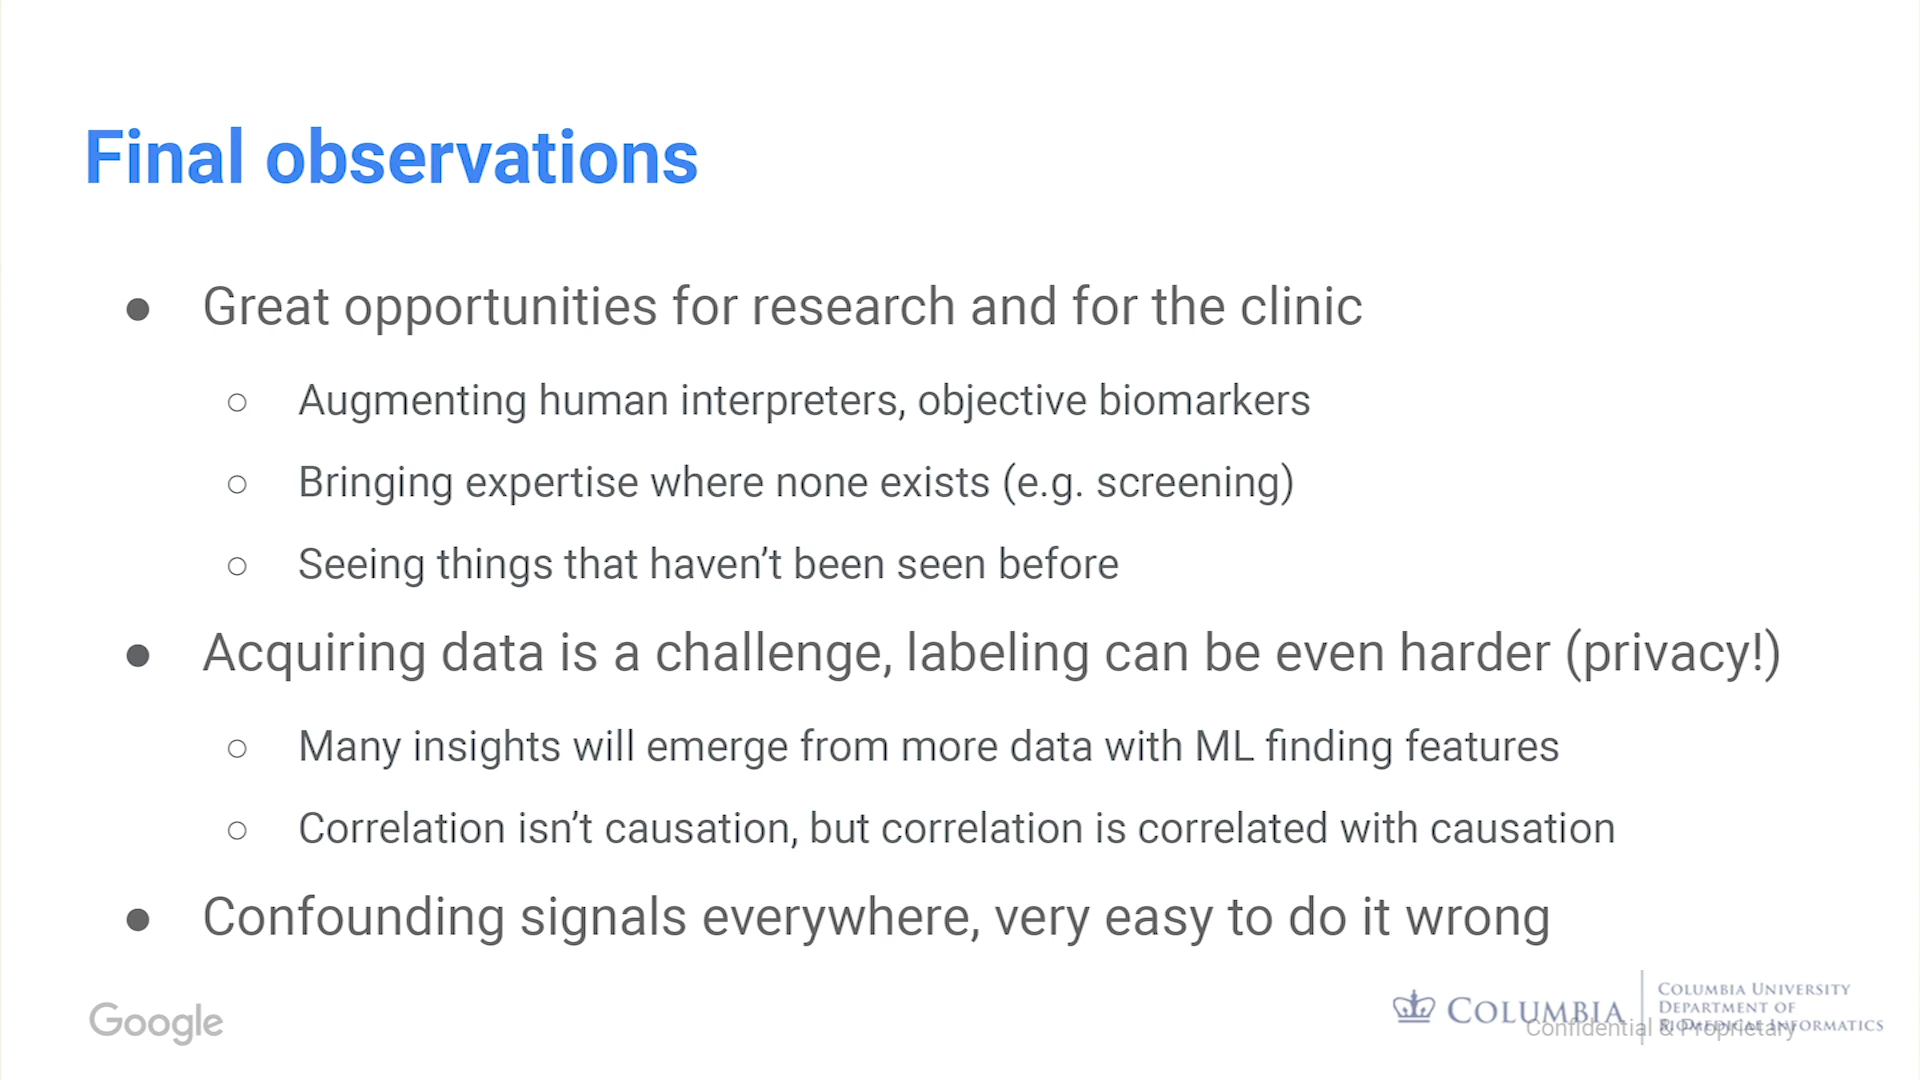 Final observations
● Great opportunities for research and for the clinic
○ Augmenting human interpreters, objective biomarkers
○ Bringing expertise where none exists (e.g. screening)
○ Seeing things that haven’t been seen before
● Acquiring data is a challenge, labeling can be even harder (privacy!)
○ Many insights will emerge from more data with ML finding features
○ Correlation isn’t causation, but correlation is correlated with causation
● Confounding signals everywhere, very easy to do it wrong
Google
COLUMBIA
COLUMBIA UNIVERSITY
DEPARTMENT OF
BIOMEDICAL INFORMATICS
Confidential & Proprietary